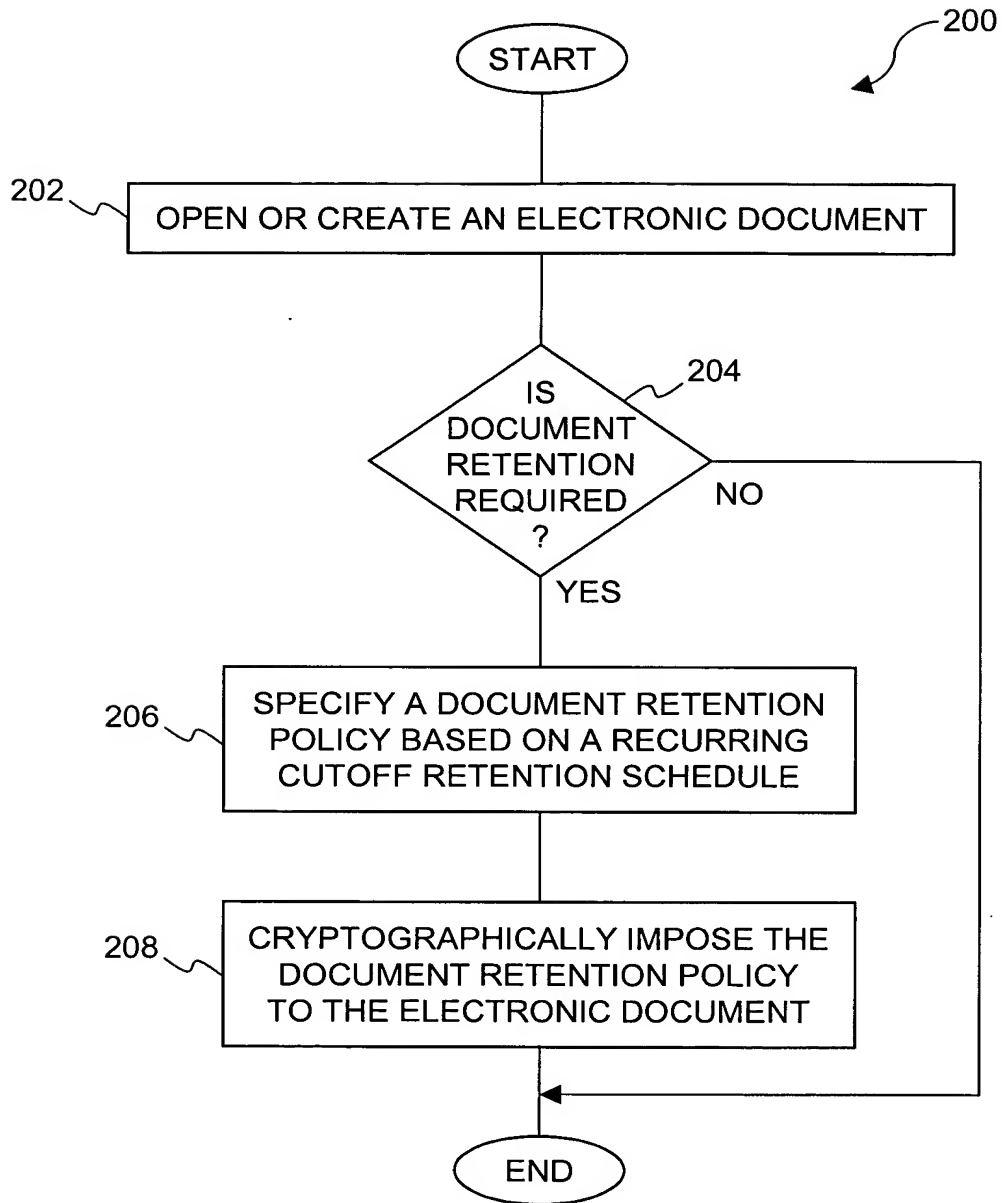 200
START
202
OPEN OR CREATE AN ELECTRONIC DOCUMENT
204
IS
DOCUMENT
RETENTION
REQUIRED
?
NO
YES
206
SPECIFY A DOCUMENT RETENTION
POLICY BASED ON A RECURRING
CUTOFF RETENTION SCHEDULE
208
CRYPTOGRAPHICALLY IMPOSE THE
DOCUMENT RETENTION POLICY
TO THE ELECTRONIC DOCUMENT
END